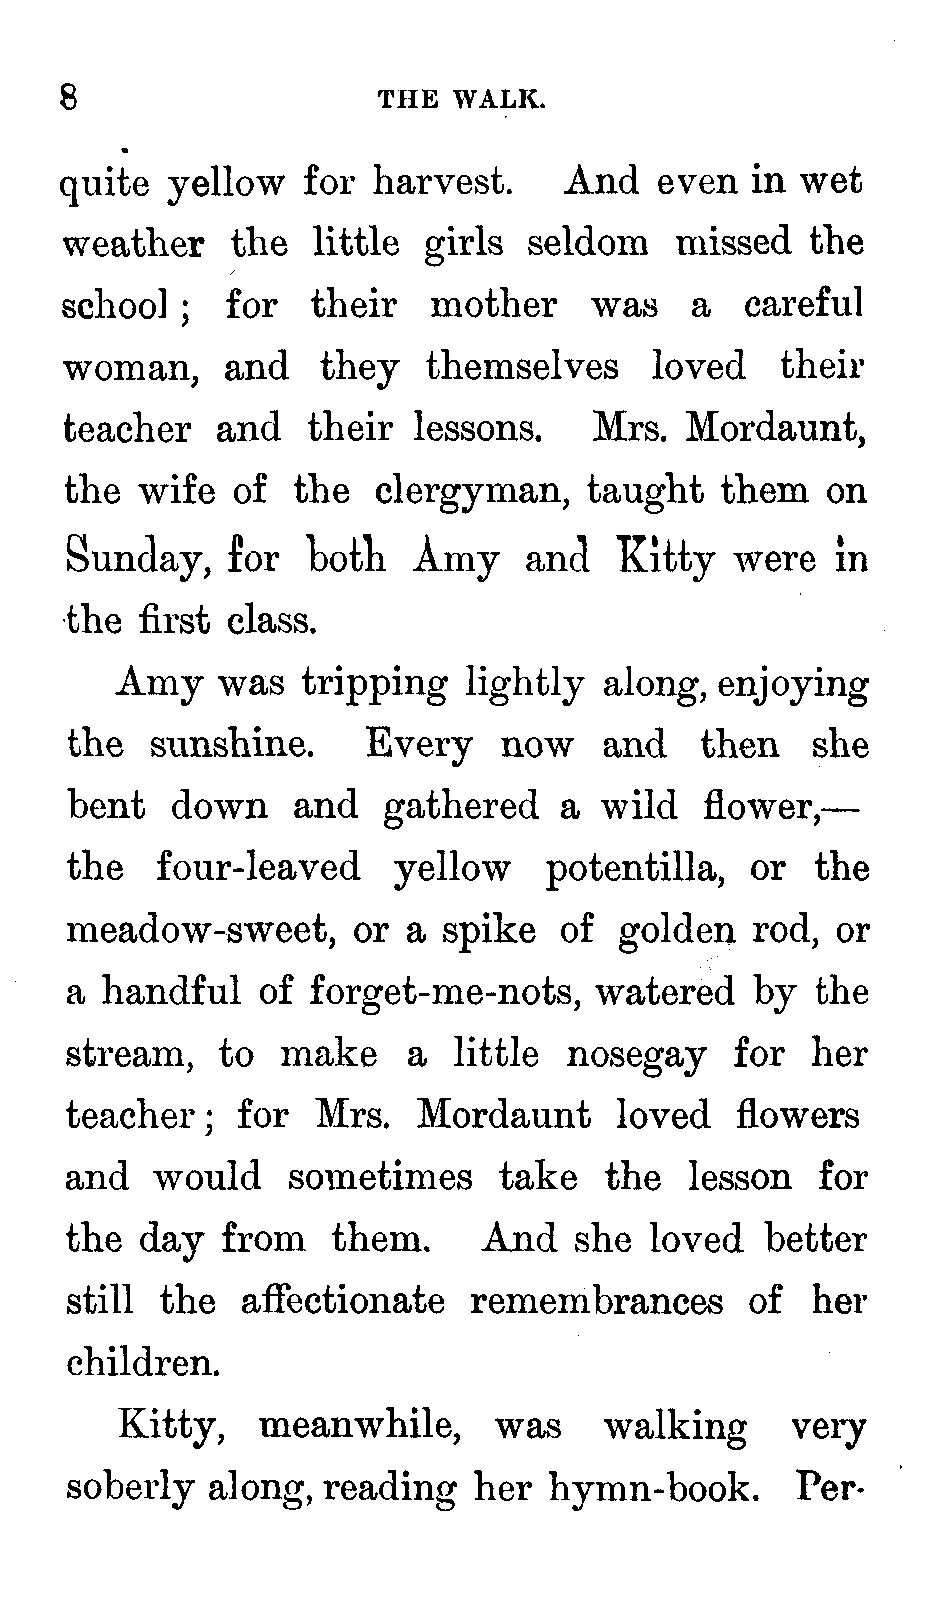 8 THE WALK.
quite yellow for harvest. And even in wet
weather the little girls seldom missed the
school ; for their mother was a careful
woman, and they themselves loved their
teacher and their lessons. Mrs. Mordaunt,
the wife of the clergyman, taught them on
Sunday, for both Amy and Kitty were in
the first class.
Amy was tripping lightly along, enjoying
the sunshine. Every now and then she
bent down and gathered a wild flower,—
the four-leaved yellow potentilla, or the
meadow-sweet, or a spike of golden rod, or
a handful of forget-me-nots, watered by the
stream, to make a little nosegay for her
teacher ; for Mrs. Mordaunt loved flowers
and would sometimes take the lesson for
the day from them. And she loved better
still the affectionate remembrances of her
children.
Kitty, meanwhile, was walking very
soberly along, reading her hymn-book. Per-